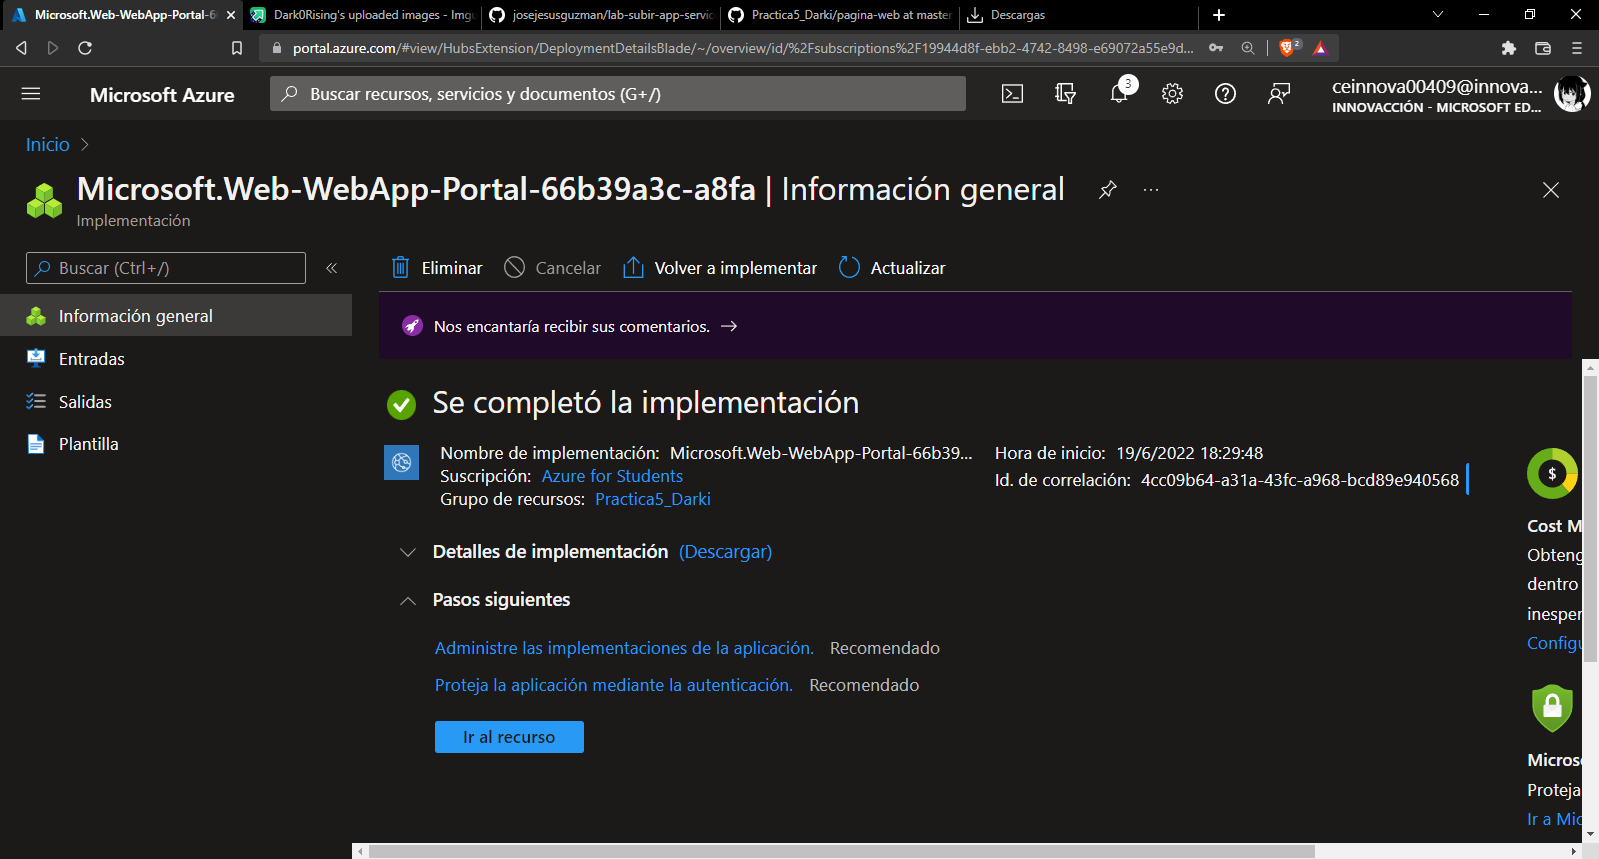 Microsoft.Web-WebApp-Portal-6
Dark0Rising's uploaded images - Imgu
josejesusguzman/lab-subir-app-servic
Practica5_Darki/pagina-web at master
Descargas
portal.azure.com/#view/HubsExtension/DeploymentDetailsBlade/~/overview/id/%2Fsubscriptions%2F19944d8f-ebb2-4742-8498-e69072a55e9d...
2
Microsoft Azure
Buscar recursos, servicios y documentos (G+/)
3
ceinnova00409@innova...
INNOVACCIÓN - MICROSOFT ED...
Inicio
Microsoft.Web-WebApp-Portal-66b39a3c-a8fa | Información general
Implementación
Buscar (Ctrl+/)
Eliminar
Cancelar
Volver a implementar
Actualizar
Información general
Entradas
Salidas
Plantilla
Nos encantaría recibir sus comentarios.
Se completó la implementación
Nombre de implementación: Microsoft.Web-WebApp-Portal-66b39...
Suscripción: Azure for Students
Grupo de recursos: Practica5_Darki
Hora de inicio: 19/6/2022 18:29:48
Id. de correlación: 4cc09b64-a31a-43fc-a968-bcd89e940568
Detalles de implementación (Descargar)
Pasos siguientes
Administre las implementaciones de la aplicación. Recomendado
Proteja la aplicación mediante la autenticación. Recomendado
Ir al recurso
$
Cost M
Obteng
dentro
inesper
Configu
Micros
Proteja
Ir a Mic